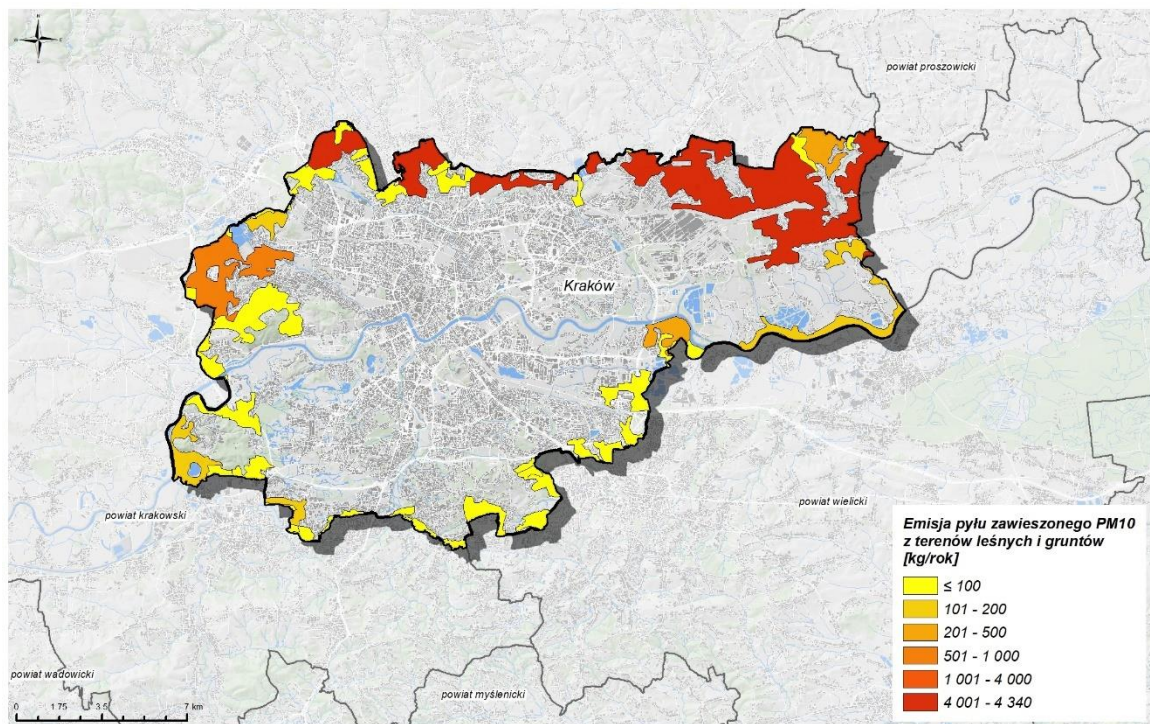 powiat proszowicki
Kraków
powiat krakowski
powiat wielicki
powiat wadowicki
powiat myślenicki
0 1.75 3.5 7 km
Emisja pyłu zawieszonego PM10
z terenów leśnych i gruntów
[kg/rok]
≤ 100
101 - 200
201 - 500
501 - 1 000
1 001 - 4 000
4 001 - 4 340